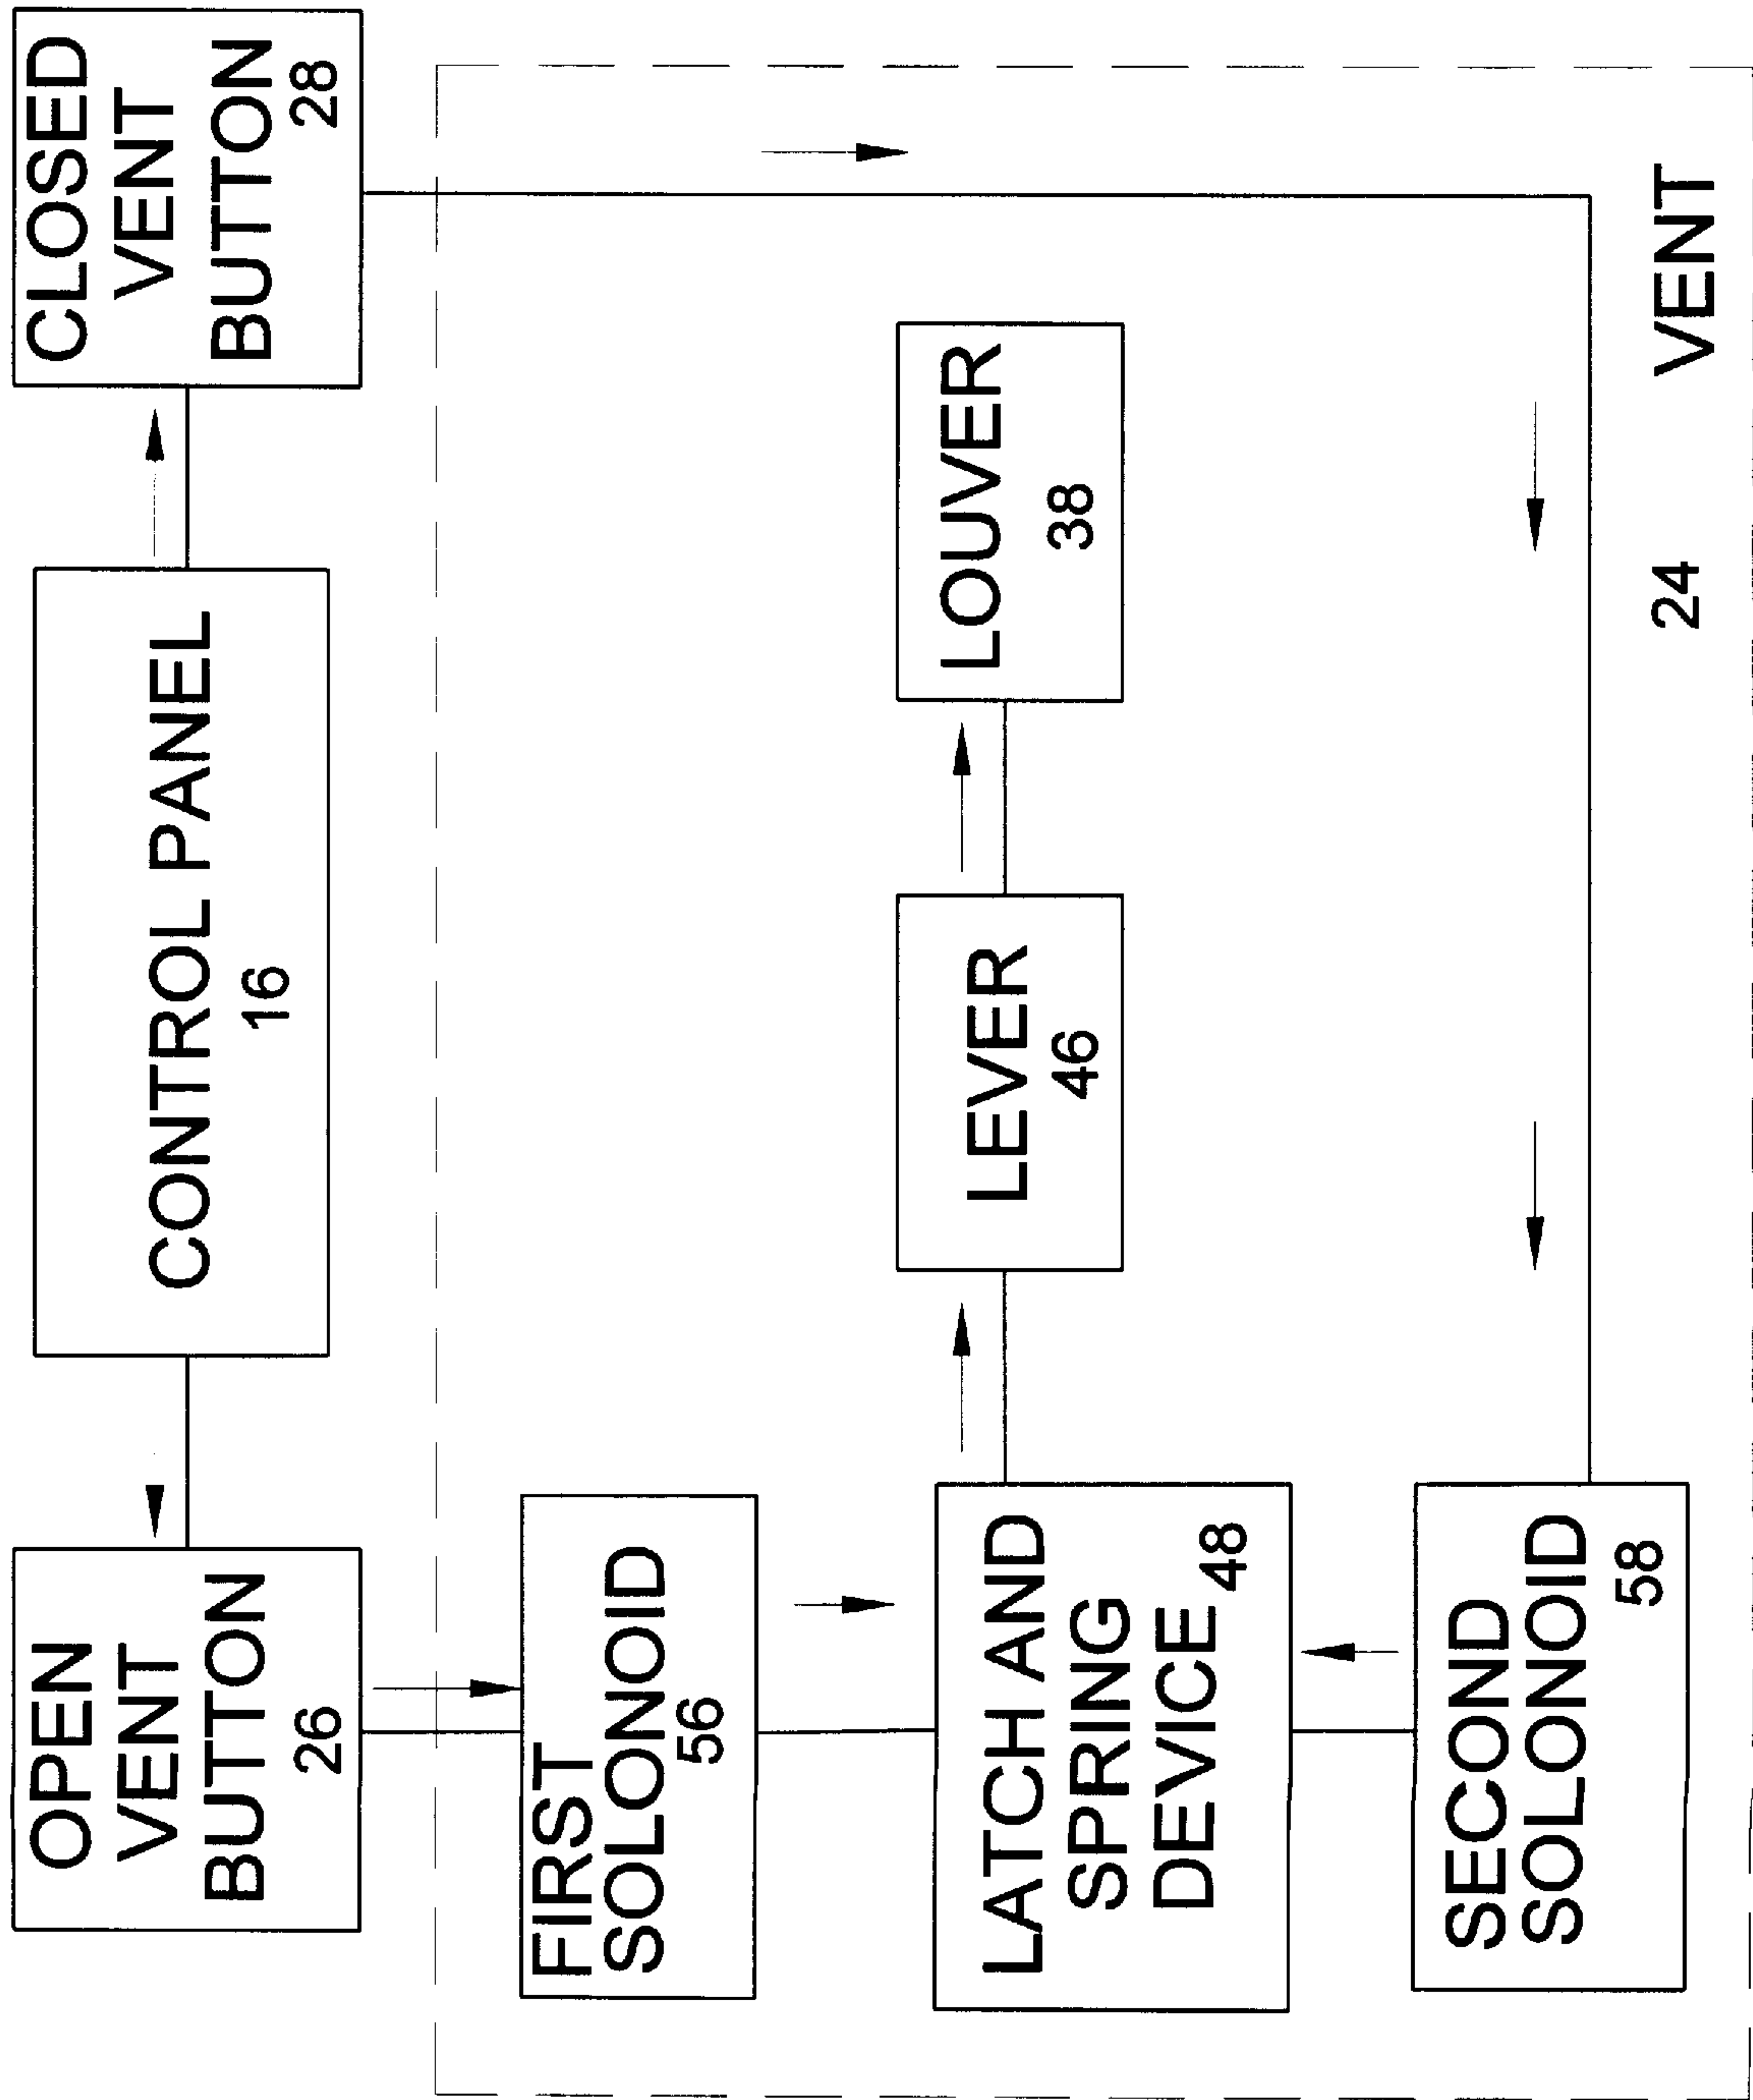 OPEN
VENT
BUTTON
26
CONTROL PANEL
16
CLOSED
VENT
BUTTON
28
FIRST
SOLONOID
56
LATCH AND
SPRING
DEVICE
48
LEVER
46
LOUVER
38
SECOND
SOLONOID
58
24
VENT